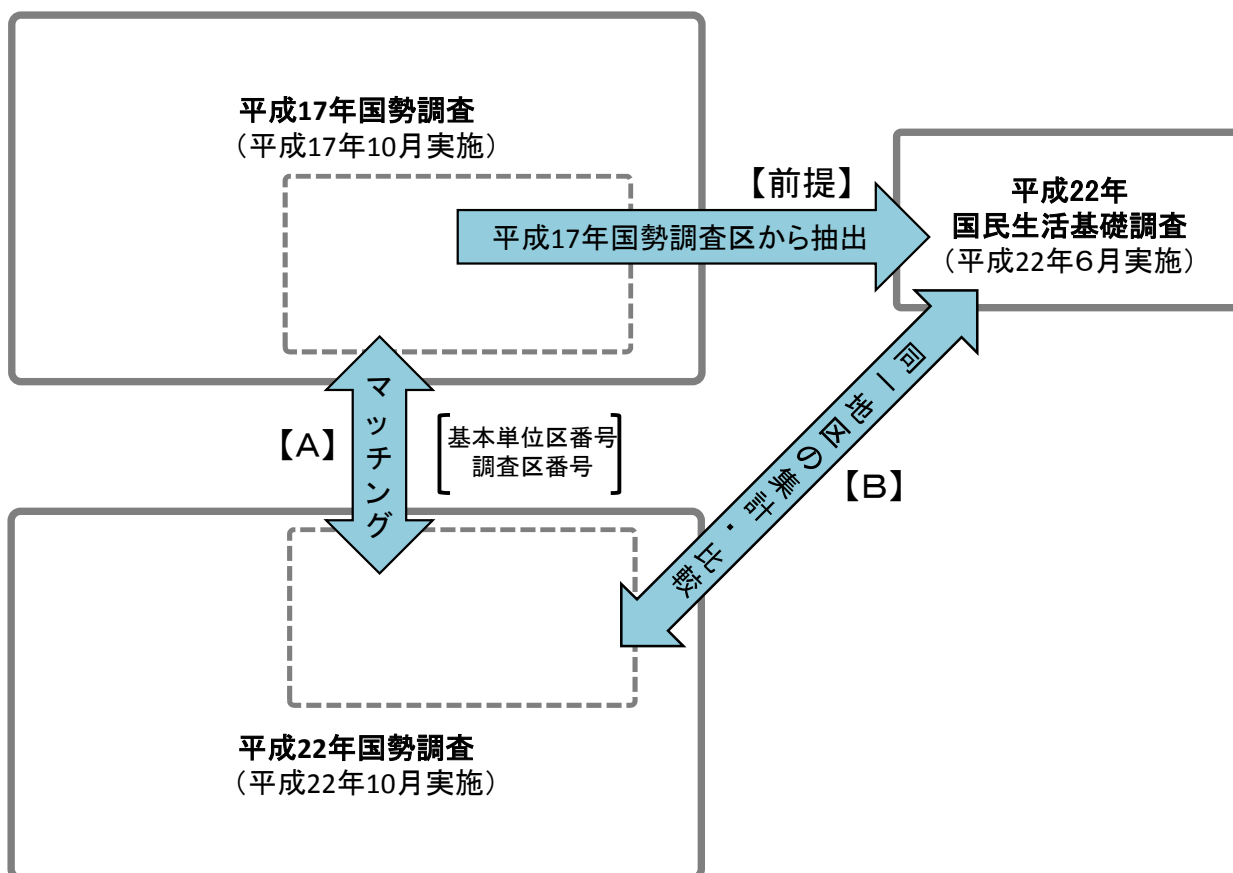 平成17年国勢調査
（平成17年10月実施）
【前提】
平成17年国勢調査区から抽出
平成22年
国民生活基礎調査
（平成22年６月実施）
【Ａ】
マッチング
基本単位区番号
調査区番号
同一地区の集計・比較
【Ｂ】
平成22年国勢調査
（平成22年10月実施）